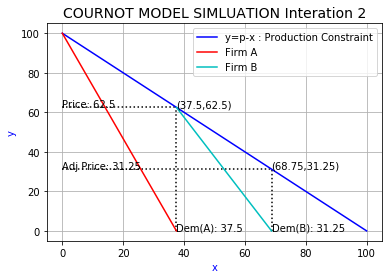 COURNOT MODEL SIMLUATION Interation 2
y=p-x : Production Constraint
Firm A
Firm B
100
80
60
40
20
0
y
Price: 62.5
(37.5,62.5)
Adj.Price: 31.25
(68.75,31.25)
Dem(A): 37.5
Dem(B): 31.25
0 20 40 60 80 100
x